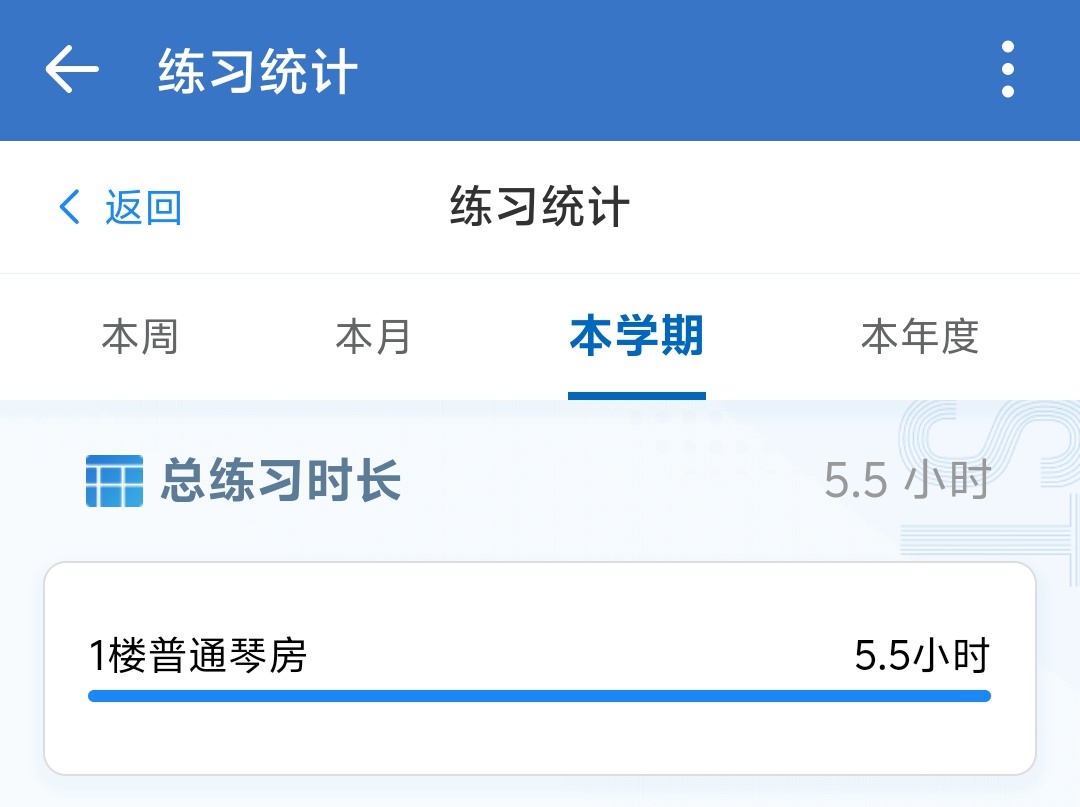 练习统计
返回 练习统计
本周 本月 本学期 本年度
总练习时长 5.5 小时
1楼普通琴房 5.5小时